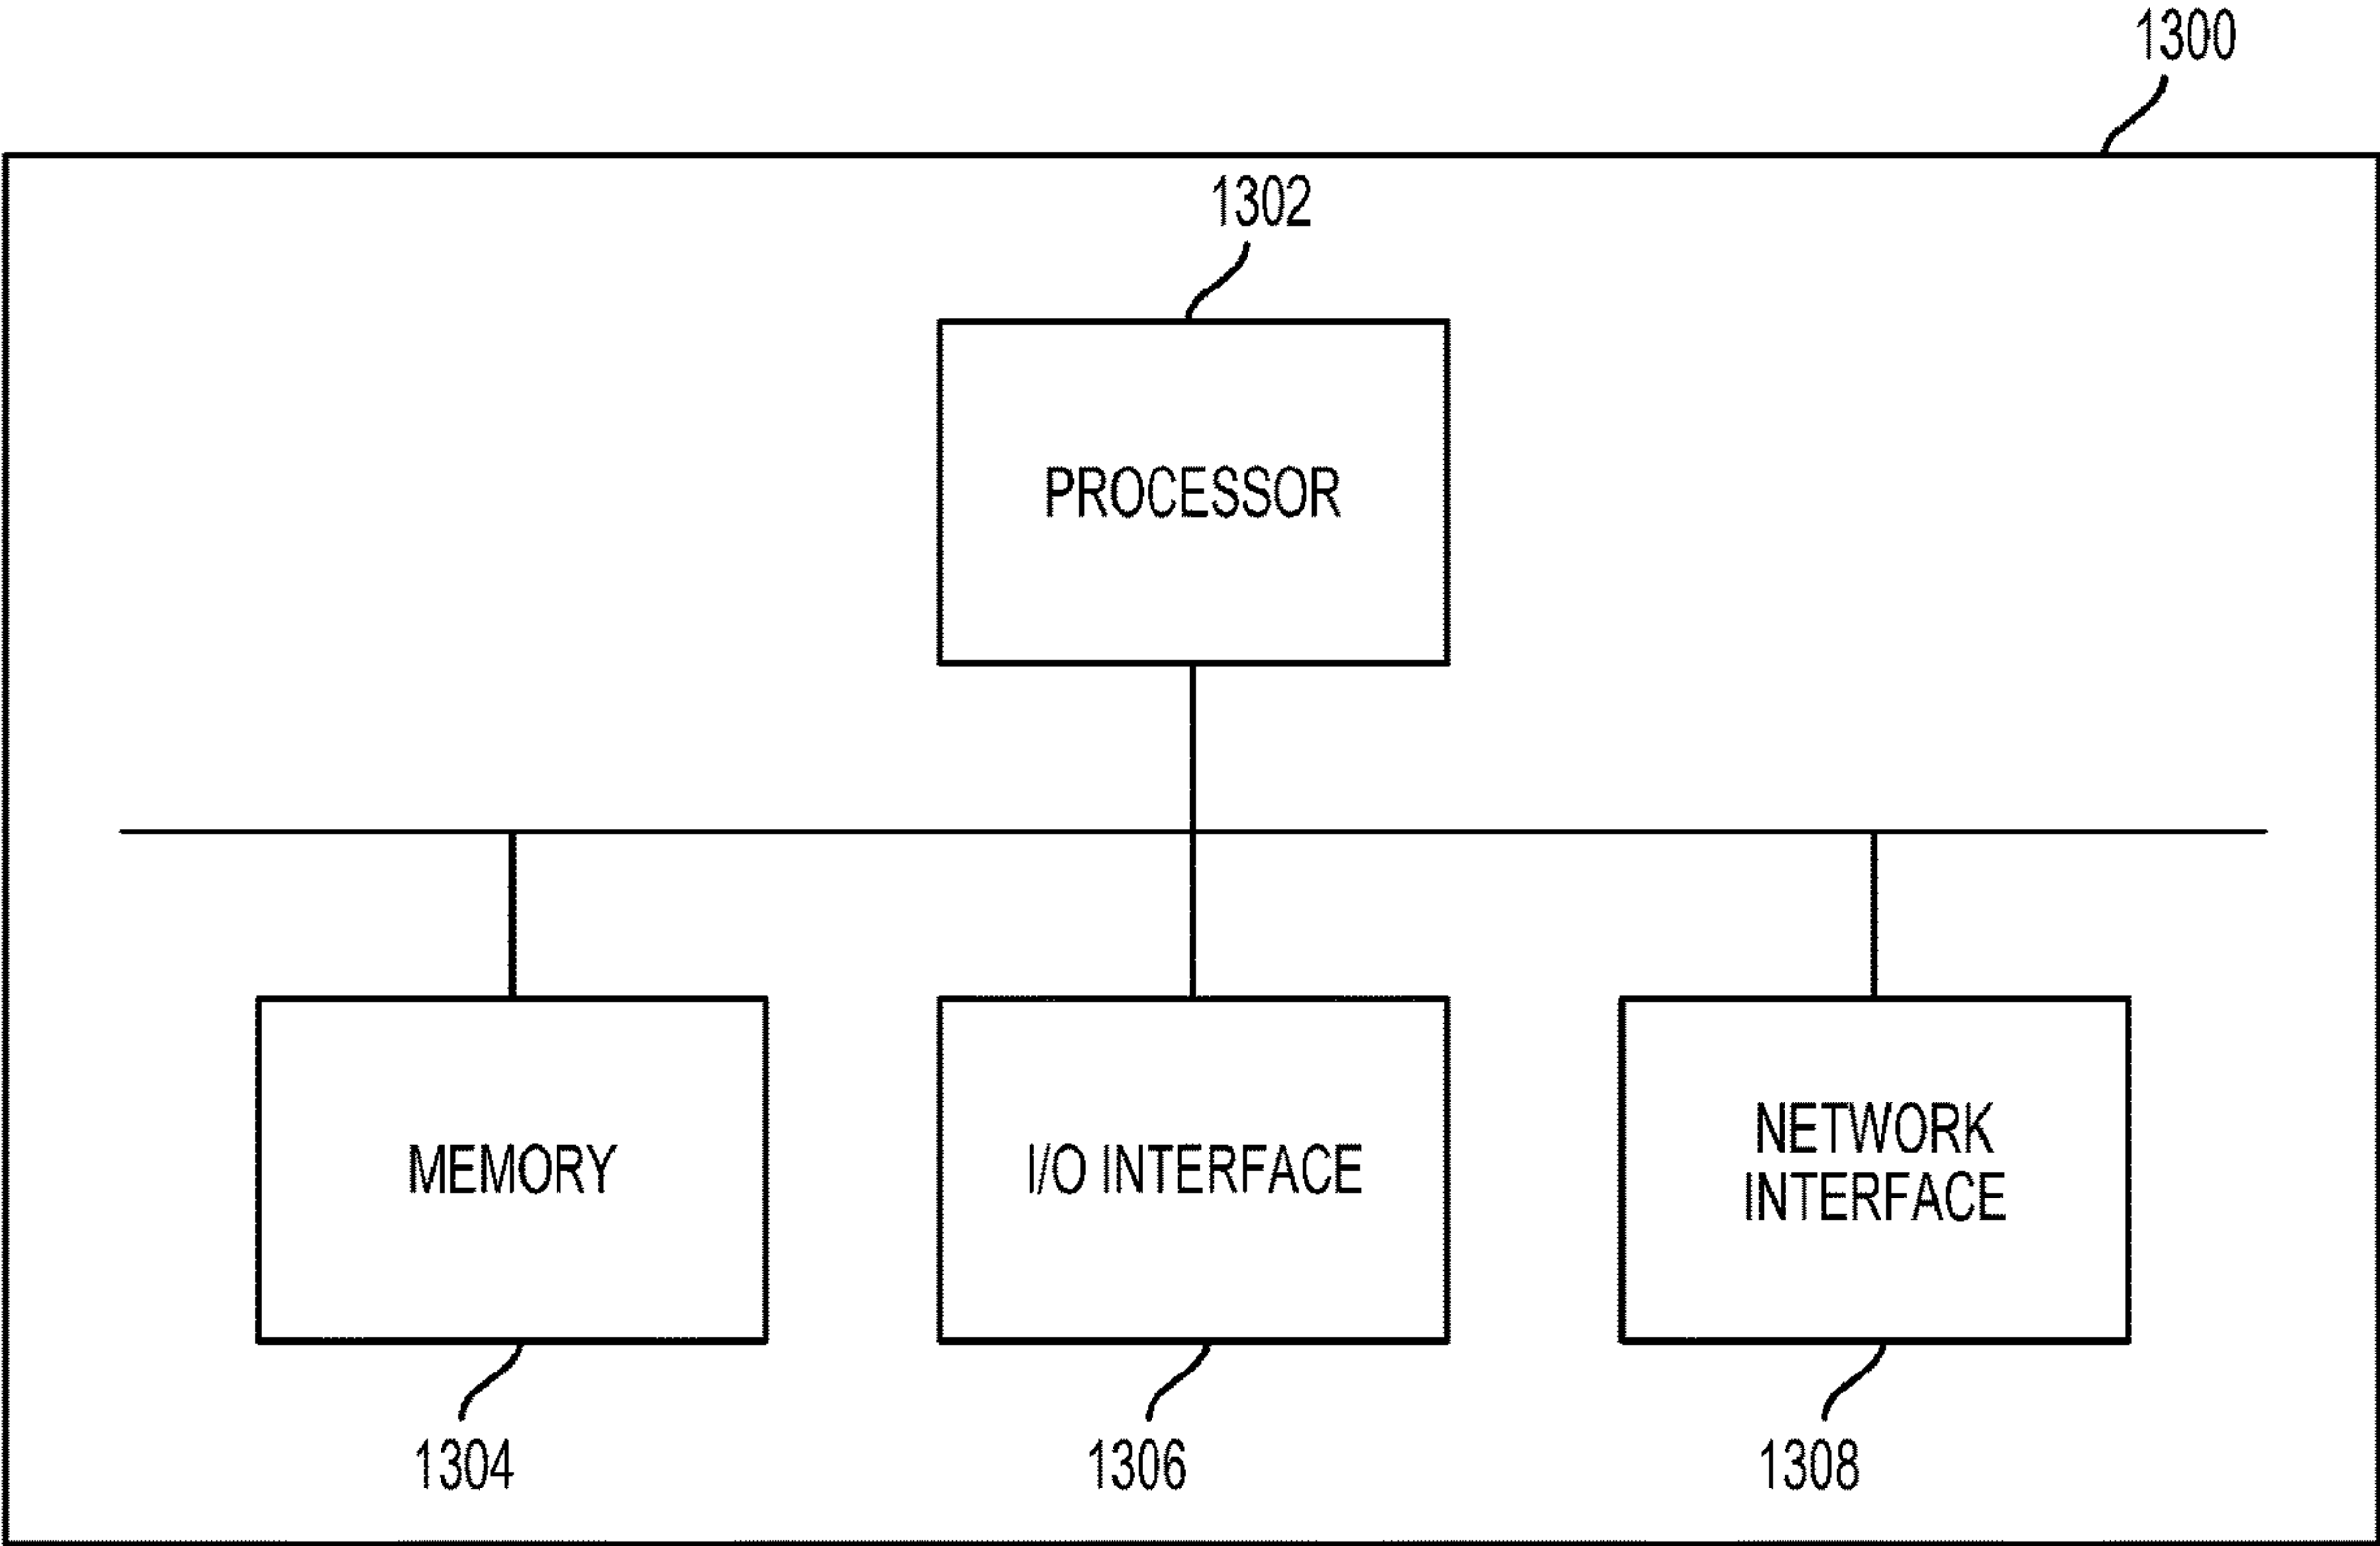 1300
1302
PROCESSOR
MEMORY
I/O INTERFACE
NETWORK
INTERFACE
1304
1306
1308